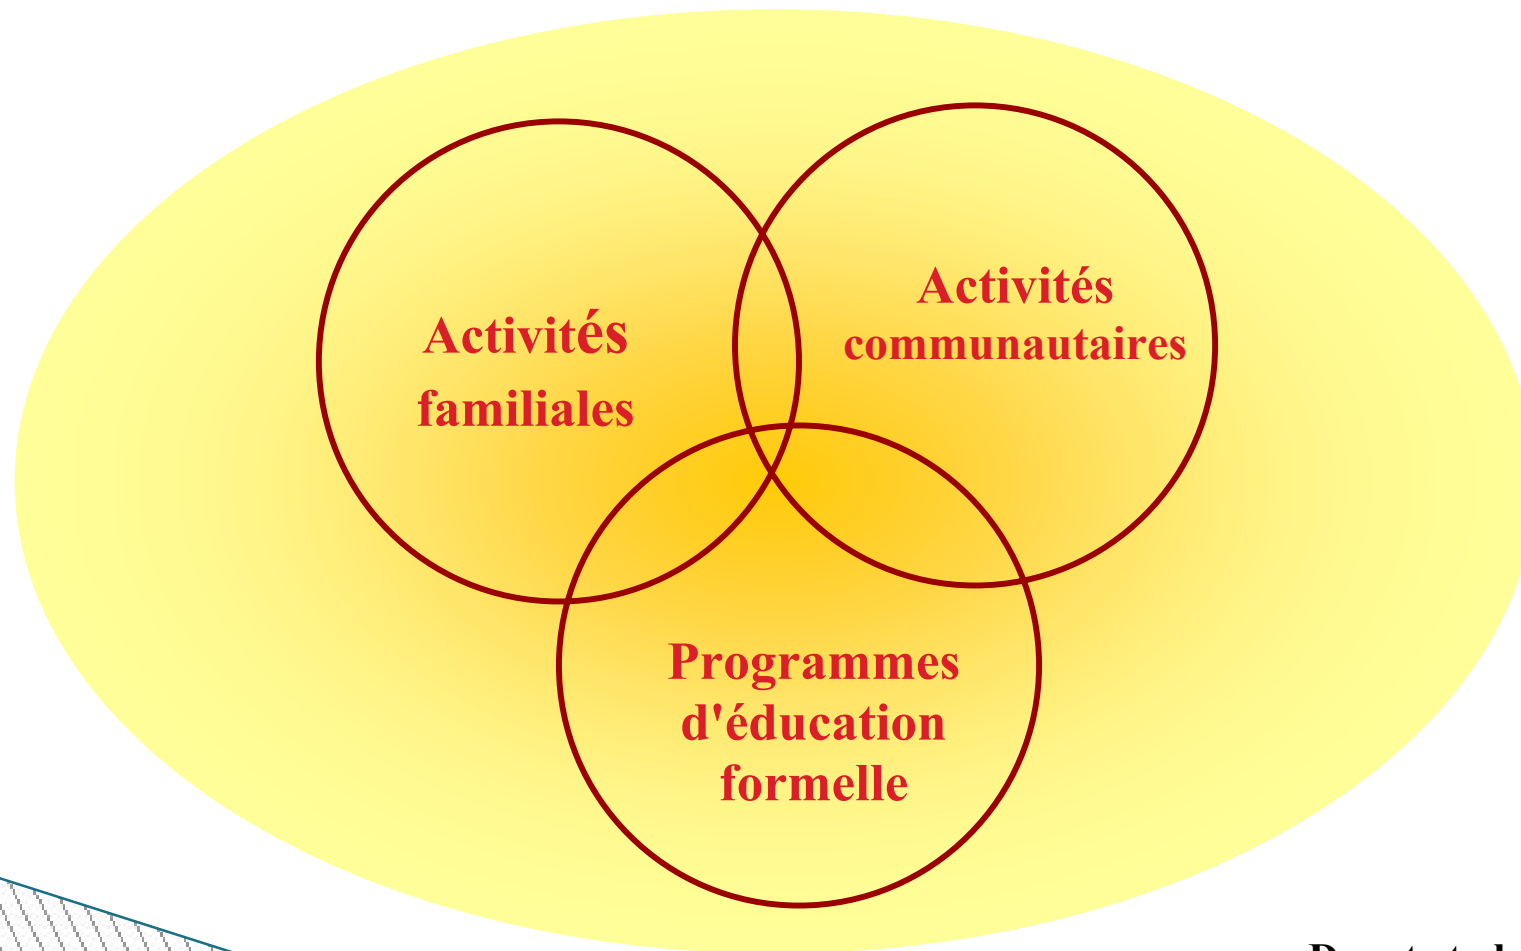 Activités
familiales
Activités
communautaires
Programmes
d'éducation
formelle